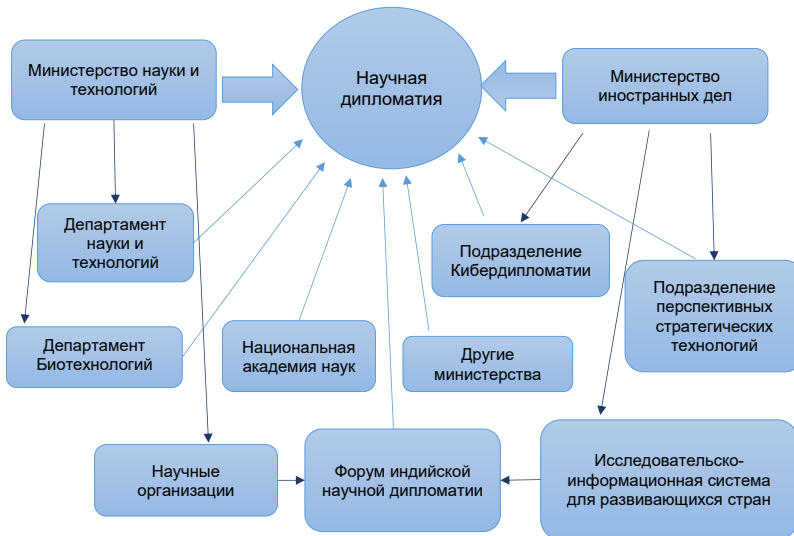 Министерство науки и
технологий
Научная
дипломатия
Министерство
иностранных дел
Департамент
науки и
технологий
Подразделение
Кибердипломатии
Подразделение
перспективных
стратегических
технологий
Департамент
Биотехнологий
Национальная
академия наук
Другие
министерства
Научные
организации
Форум индийской
научной дипломатии
Исследовательско-
информационная система
для развивающихся стран